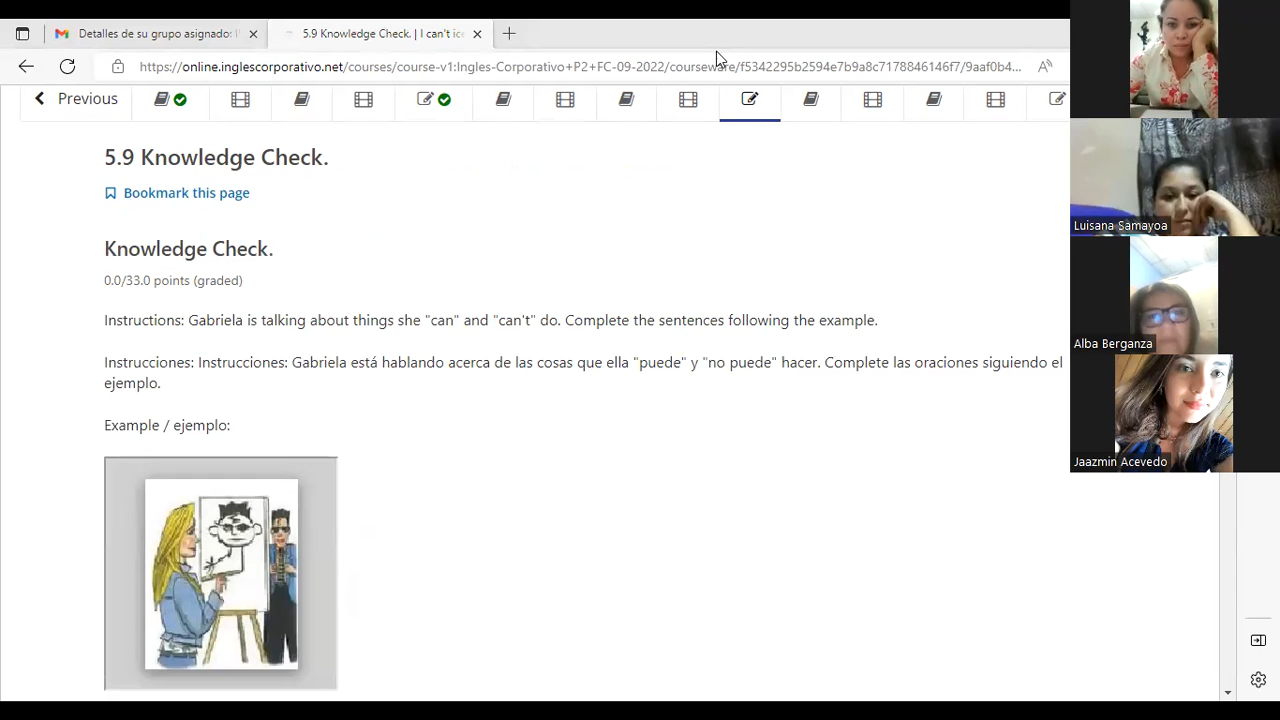 Detalles de su grupo asignado: I
5.9 Knowledge Check. | I can't ice
https://online.inglescorporativo.net/courses/course-v1:Ingles-Corporativo+P2+FC-09-2022/courseware/f5342295b2594e7b9a8c7178846146f7/9aaf0b4...
Previous
5.9 Knowledge Check.
Bookmark this page
Knowledge Check.
0.0/33.0 points (graded)
Instructions: Gabriela is talking about things she "can" and "can't" do. Complete the sentences following the example.
Instrucciones: Instrucciones: Gabriela está hablando acerca de las cosas que ella "puede" y "no puede" hacer. Complete las oraciones siguiendo el
ejemplo.
Example / ejemplo:
Luisana Samayoa
Alba Berganza
Jaazmin Acevedo